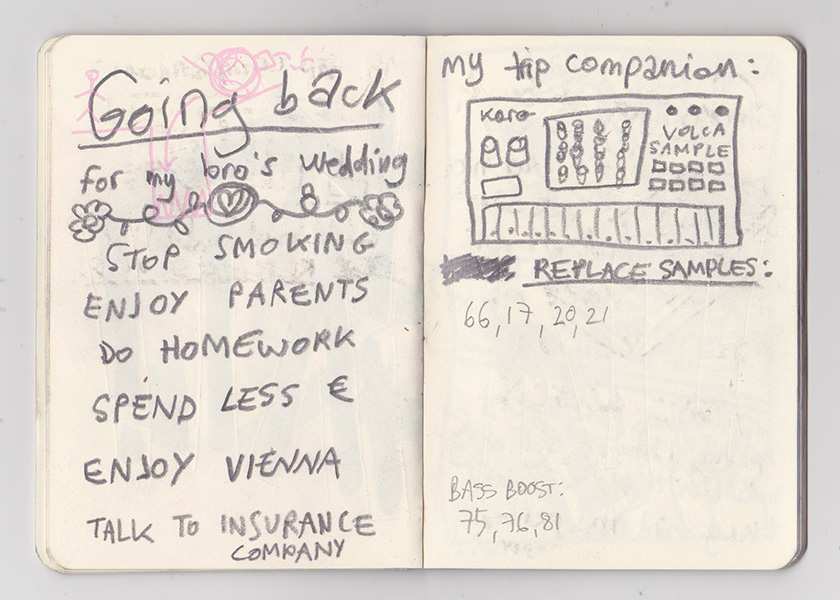 Going back
for my bro's wedding
STOP SMOKING
ENJOY PARENTS
DO HOMEWORK
SPEND LESS €
ENJOY VIENNA
TALK TO INSURANCE
COMPANY
my trip companion:
KORG
VOLCA
SAMPLE
REPLACE SAMPLES:
66, 17, 20, 21
BASS BOOST:
75, 76, 81